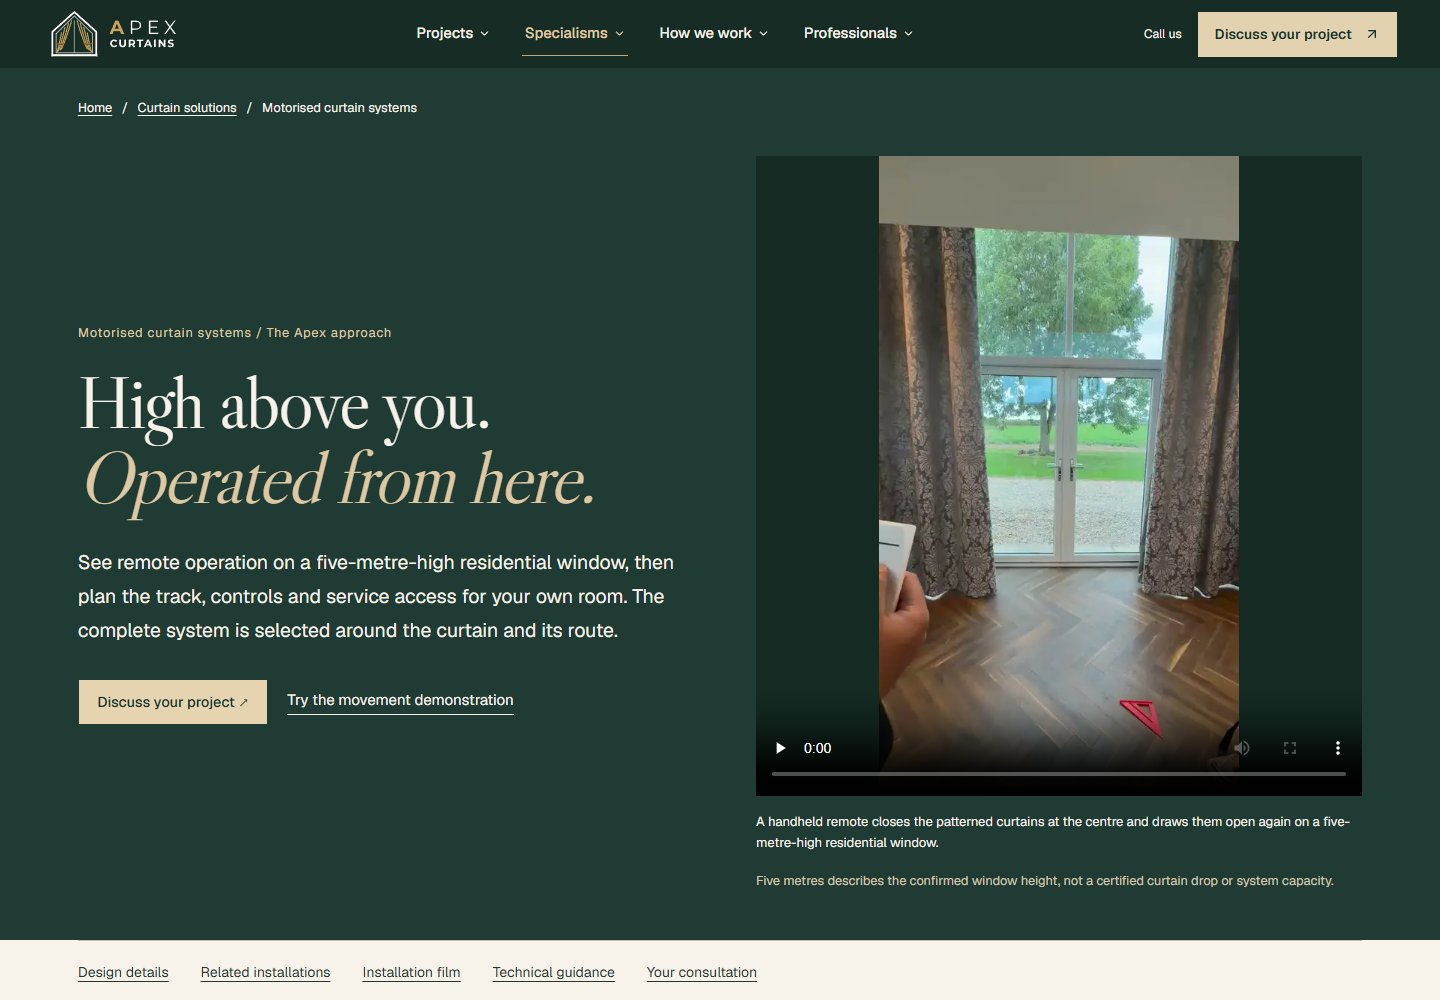 APEX
CURTAINS
Projects
Specialisms
How we work
Professionals
Call us
Discuss your project
Home / Curtain solutions / Motorised curtain systems
Motorised curtain systems / The Apex approach
High above you.
Operated from here.
See remote operation on a five-metre-high residential window, then
plan the track, controls and service access for your own room. The
complete system is selected around the curtain and its route.
Discuss your project ↗
Try the movement demonstration
0:00
A handheld remote closes the patterned curtains at the centre and draws them open again on a five-
metre-high residential window.
Five metres describes the confirmed window height, not a certified curtain drop or system capacity.
Design details
Related installations
Installation film
Technical guidance
Your consultation